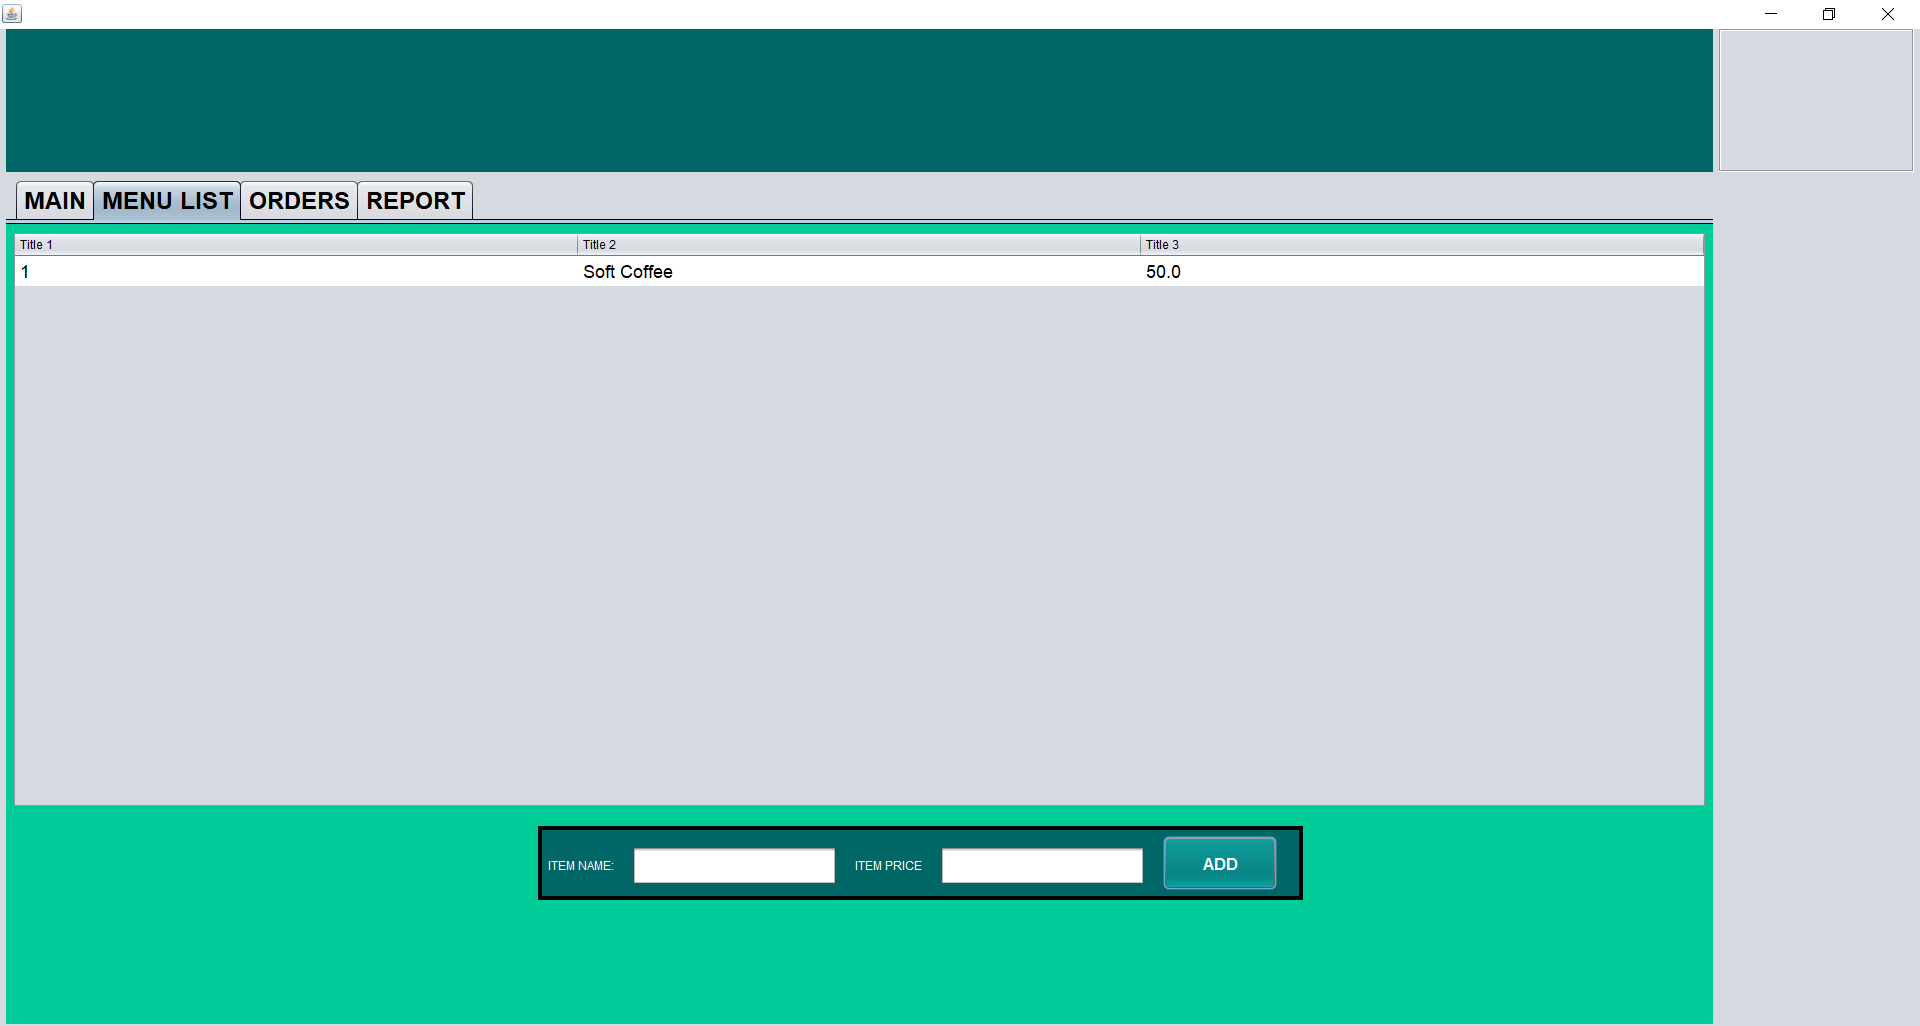 MAIN MENU LIST ORDERS REPORT
Title 1 Title 2 Title 3
1 Soft Coffee 50.0
ITEM NAME: ITEM PRICE ADD